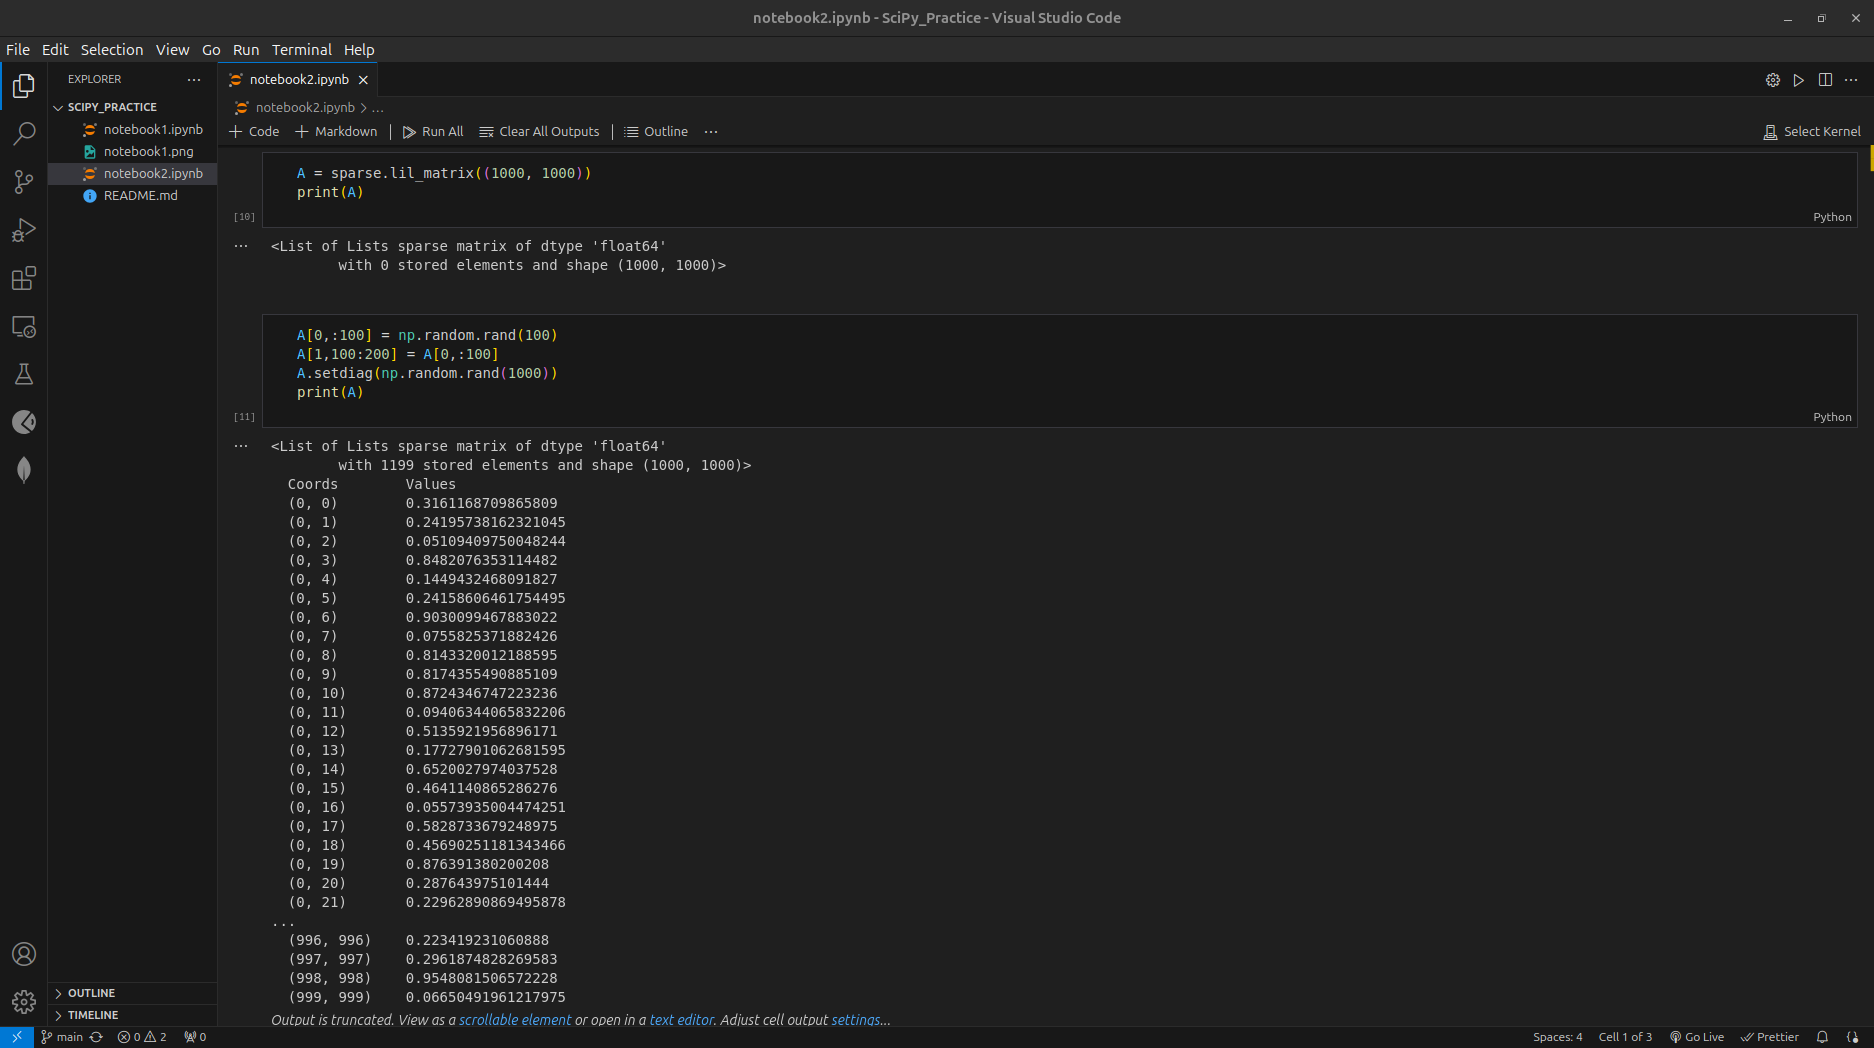 notebook2.ipynb - SciPy_Practice - Visual Studio Code
File Edit Selection View Go Run Terminal Help
EXPLORER
SCIPY_PRACTICE
notebook1.ipynb
notebook1.png
notebook2.ipynb
README.md
OUTLINE
TIMELINE
notebook2.ipynb
notebook2.ipynb > ...
+ Code + Markdown | Run All Clear All Outputs | Outline ...
Select Kernel
A = sparse.lil_matrix((1000, 1000))
print(A)
[10]
Python
<List of Lists sparse matrix of dtype 'float64'
with 0 stored elements and shape (1000, 1000)>
A[0,:100] = np.random.rand(100)
A[1,100:200] = A[0,:100]
A.setdiag(np.random.rand(1000))
print(A)
[11]
Python
<List of Lists sparse matrix of dtype 'float64'
with 1199 stored elements and shape (1000, 1000)>
Coords Values
(0, 0) 0.3161168709865809
(0, 1) 0.24195738162321045
(0, 2) 0.05109409750048244
(0, 3) 0.8482076353114482
(0, 4) 0.1449432468091827
(0, 5) 0.24158606461754495
(0, 6) 0.9030099467883022
(0, 7) 0.0755825371882426
(0, 8) 0.8143320012188595
(0, 9) 0.8174355490885109
(0, 10) 0.8724346747223236
(0, 11) 0.09406344065832206
(0, 12) 0.5135921956896171
(0, 13) 0.17727901062681595
(0, 14) 0.6520027974037528
(0, 15) 0.4641140865286276
(0, 16) 0.05573935004474251
(0, 17) 0.5828733679248975
(0, 18) 0.45690251181343466
(0, 19) 0.876391380200208
(0, 20) 0.287643975101444
(0, 21) 0.22962890869495878
...
(996, 996) 0.223419231060888
(997, 997) 0.2961874828269583
(998, 998) 0.9548081506572228
(999, 999) 0.06650491961217975
Output is truncated. View as a scrollable element or open in a text editor. Adjust cell output settings...
main 0 2 0
Spaces: 4 Cell 1 of 3 Go Live Prettier